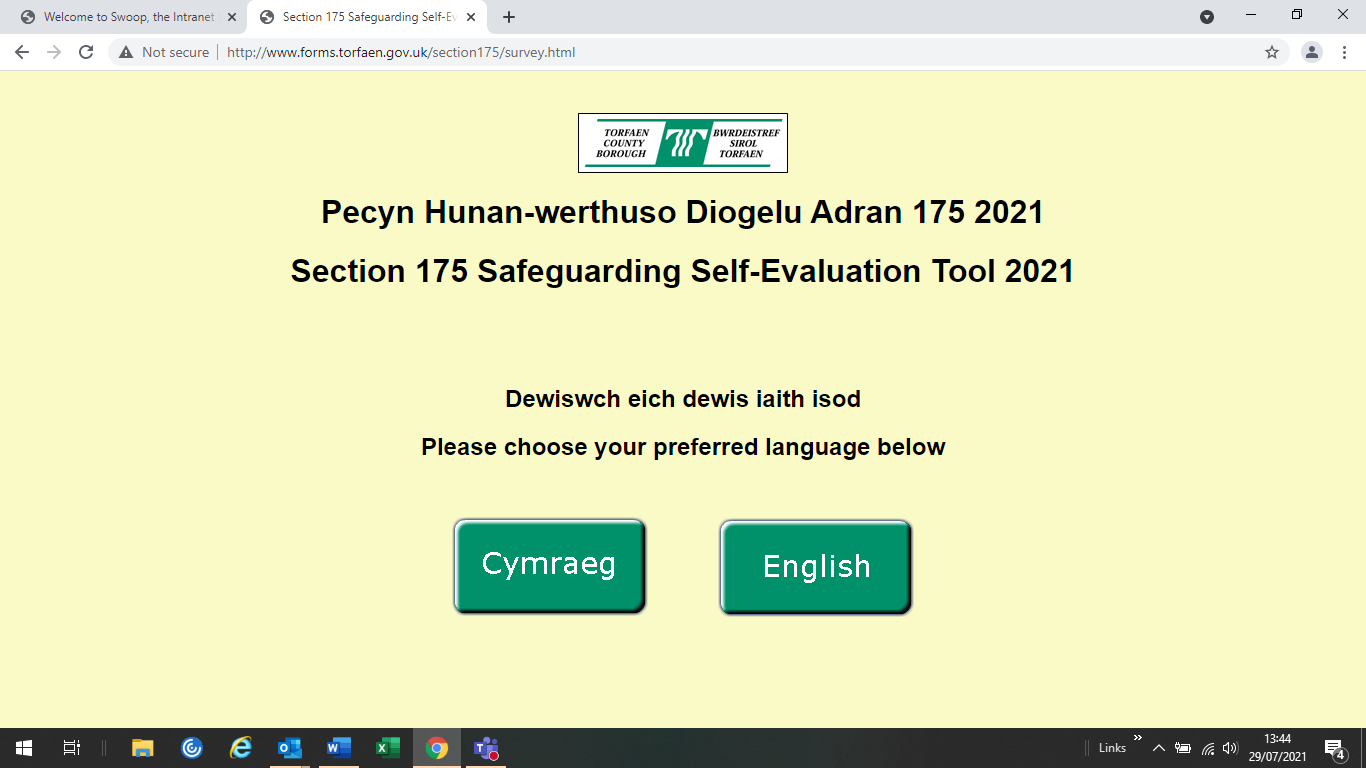 Welcome to Swoop, the Intranet
Section 175 Safeguarding Self-Ev
Not secure
http://www.forms.torfaen.gov.uk/section175/survey.html
TORFAEN COUNTY BOROUGH
BWRDEISTREF SIROL TORFAEN
Pecyn Hunan-werthuso Diogelu Adran 175 2021
Section 175 Safeguarding Self-Evaluation Tool 2021
Dewiswch eich dewis iaith isod
Please choose your preferred language below
Cymraeg
English
Links
13:44
29/07/2021
4